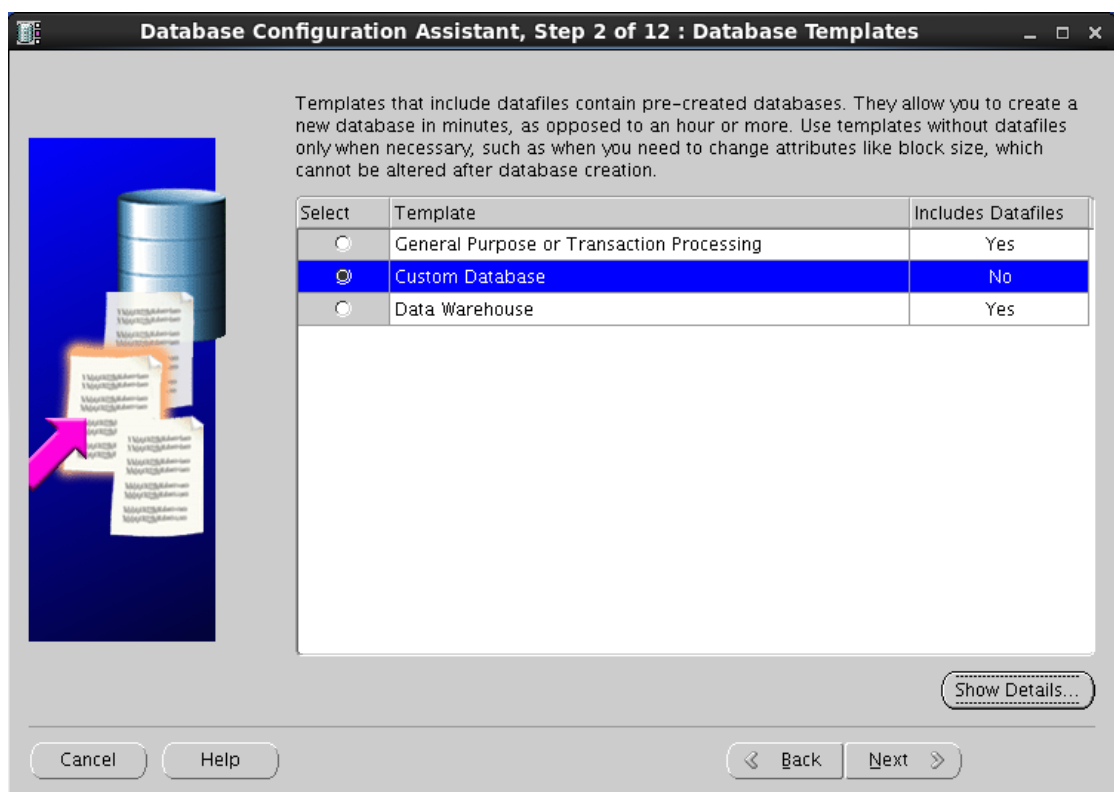 Database Configuration Assistant, Step 2 of 12 : Database Templates
Templates that include datafiles contain pre-created databases. They allow you to create a
new database in minutes, as opposed to an hour or more. Use templates without datafiles
only when necessary, such as when you need to change attributes like block size, which
cannot be altered after database creation.
Select Template Includes Datafiles
General Purpose or Transaction Processing Yes
Custom Database No
Data Warehouse Yes
Show Details...
Cancel Help Back Next